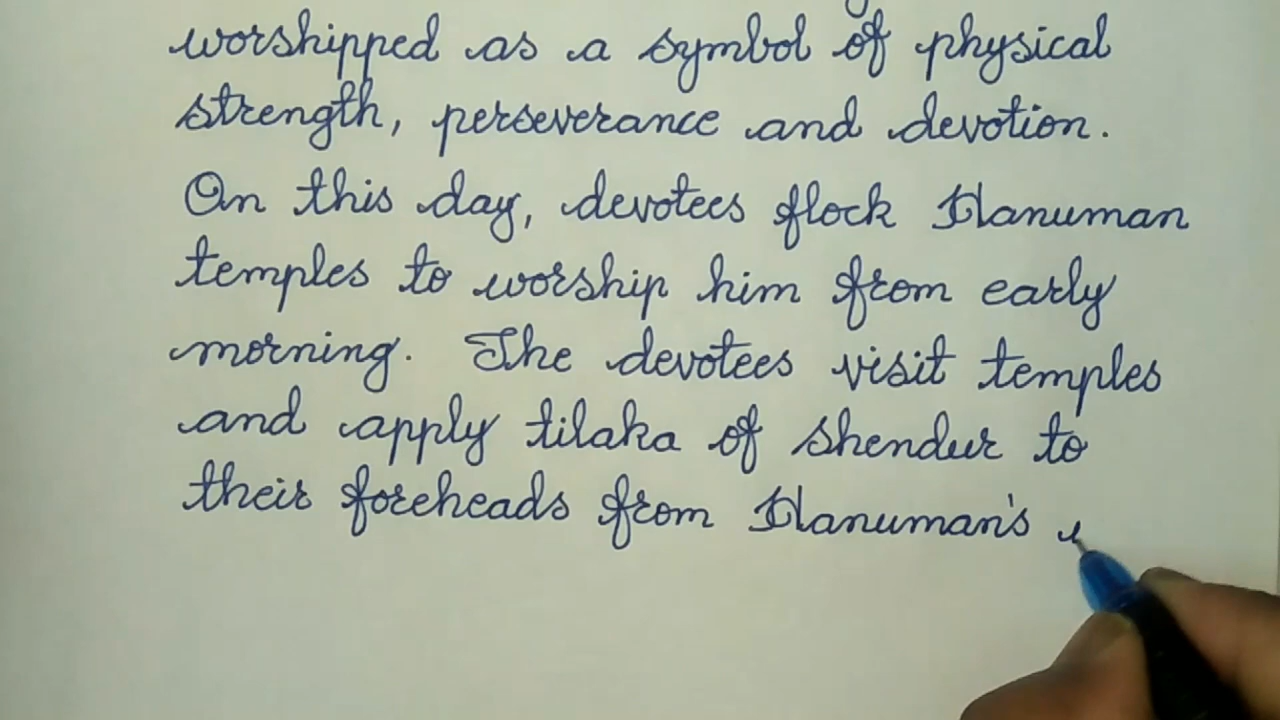 worshipped as a symbol of physical
strength, perseverance and devotion.
On this day, devotees flock Hanuman
temples to worship him from early
morning. The devotees visit temples
and apply tilaka of shendur to
their foreheads from Hanuman's